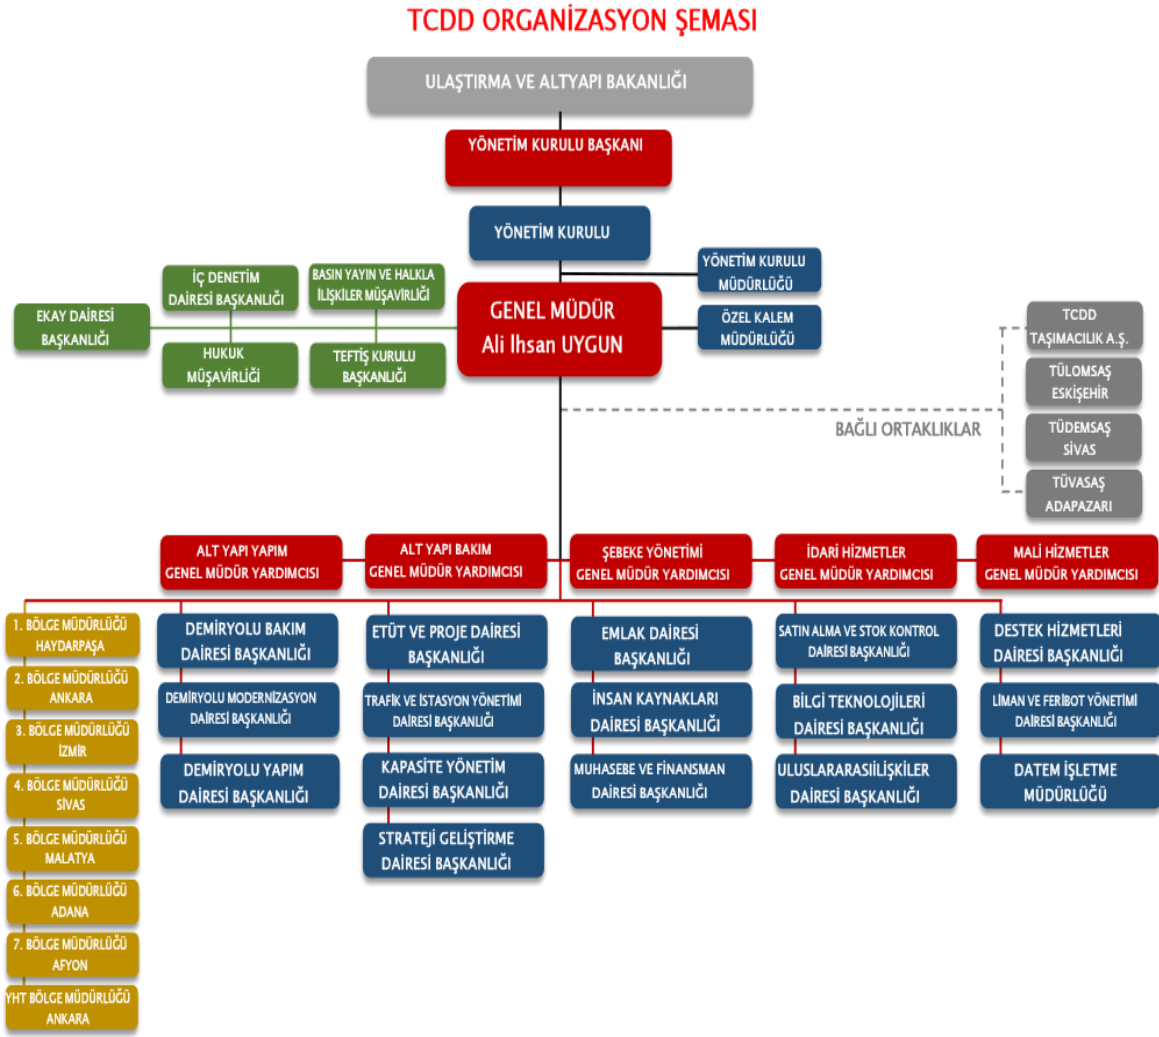 TCDD ORGANİZASYON ŞEMASI
ULAŞTIRMA VE ALTYAPI BAKANLIĞI
YÖNETİM KURULU BAŞKANI
YÖNETİM KURULU
YÖNETİM KURULU
MÜDÜRLÜĞÜ
İÇ DENETİM
DAİRESİ BAŞKANLIĞI
BASIN YAYIN VE HALKLA
İLİŞKİLER MÜŞAVİRLİĞİ
EKAY DAİRESİ
BAŞKANLIĞI
HUKUK
MÜŞAVİRLİĞİ
TEFTİŞ KURULU
BAŞKANLIĞI
GENEL MÜDÜR
Ali Ihsan UYGUN
ÖZEL KALEM
MÜDÜRLÜĞÜ
TCDD
TAŞIMACILIK A.Ş.
TÜLOMSAŞ
ESKİŞEHİR
BAĞLI ORTAKLIKLAR
TÜDEMSAŞ
SİVAS
TÜVASAŞ
ADAPAZARI
ALT YAPI YAPIM
GENEL MÜDÜR YARDIMCISI
ALT YAPI BAKIM
GENEL MÜDÜR YARDIMCISI
ŞEBEKE YÖNETİMİ
GENEL MÜDÜR YARDIMCISI
İDARİ HİZMETLER
GENEL MÜDÜR YARDIMCISI
MALİ HİZMETLER
GENEL MÜDÜR YARDIMCISI
1. BÖLGE MÜDÜRLÜĞÜ
HAYDARPAŞA
2. BÖLGE MÜDÜRLÜĞÜ
ANKARA
3. BÖLGE MÜDÜRLÜĞÜ
İZMİR
4. BÖLGE MÜDÜRLÜĞÜ
SİVAS
5. BÖLGE MÜDÜRLÜĞÜ
MALATYA
6. BÖLGE MÜDÜRLÜĞÜ
ADANA
7. BÖLGE MÜDÜRLÜĞÜ
AFYON
YHT BÖLGE MÜDÜRLÜĞÜ
ANKARA
DEMİRYOLU BAKIM
DAİRESİ BAŞKANLIĞI
DEMİRYOLU MODERNİZASYON
DAİRESİ BAŞKANLIĞI
DEMİRYOLU YAPIM
DAİRESİ BAŞKANLIĞI
ETÜT VE PROJE DAİRESİ
BAŞKANLIĞI
TRAFİK VE İSTASYON YÖNETİMİ
DAİRESİ BAŞKANLIĞI
KAPASİTE YÖNETİM
DAİRESİ BAŞKANLIĞI
STRATEJİ GELİŞTİRME
DAİRESİ BAŞKANLIĞI
EMLAK DAİRESİ
BAŞKANLIĞI
İNSAN KAYNAKLARI
DAİRESİ BAŞKANLIĞI
MUHASEBE VE FİNANSMAN
DAİRESİ BAŞKANLIĞI
SATIN ALMA VE STOK KONTROL
DAİRESİ BAŞKANLIĞI
BİLGİ TEKNOLOJİLERİ
DAİRESİ BAŞKANLIĞI
ULUSLARARASIİLİŞKİLER
DAİRESİ BAŞKANLIĞI
DESTEK HİZMETLERİ
DAİRESİ BAŞKANLIĞI
LİMAN VE FERİBOT YÖNETİMİ
DAİRESİ BAŞKANLIĞI
DATEM İŞLETME
MÜDÜRLÜĞÜ